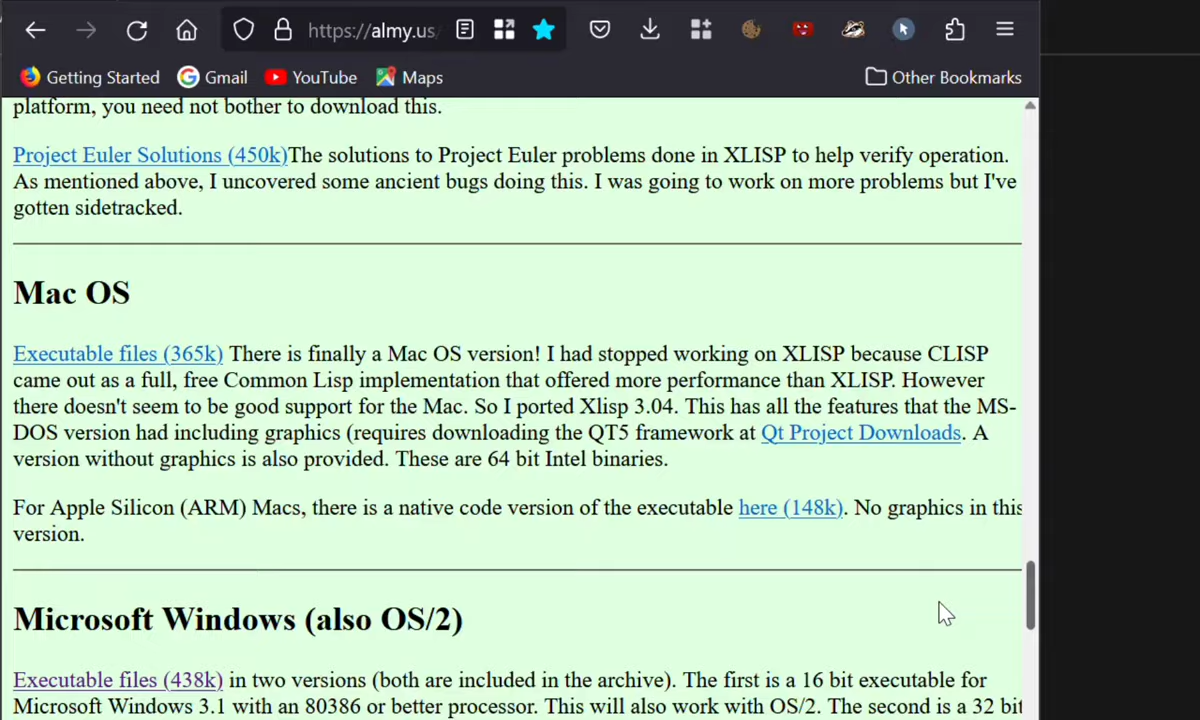 https://almy.us/
Getting Started Gmail YouTube Maps Other Bookmarks
platform, you need not bother to download this.
Project Euler Solutions (450k)The solutions to Project Euler problems done in XLISP to help verify operation.
As mentioned above, I uncovered some ancient bugs doing this. I was going to work on more problems but I've
gotten sidetracked.
Mac OS
Executable files (365k) There is finally a Mac OS version! I had stopped working on XLISP because CLISP
came out as a full, free Common Lisp implementation that offered more performance than XLISP. However
there doesn't seem to be good support for the Mac. So I ported Xlisp 3.04. This has all the features that the MS-
DOS version had including graphics (requires downloading the QT5 framework at Qt Project Downloads. A
version without graphics is also provided. These are 64 bit Intel binaries.
For Apple Silicon (ARM) Macs, there is a native code version of the executable here (148k). No graphics in this
version.
Microsoft Windows (also OS/2)
Executable files (438k) in two versions (both are included in the archive). The first is a 16 bit executable for
Microsoft Windows 3.1 with an 80386 or better processor. This will also work with OS/2. The second is a 32 bit